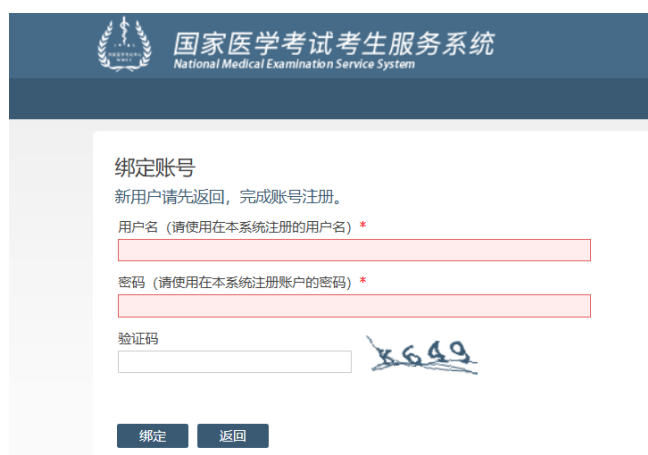 国家医学考试考生服务系统
National Medical Examination Service System
绑定账号
新用户请先返回，完成账号注册。
用户名（请使用在本系统注册的用户名）*
密码（请使用在本系统注册账户的密码）*
验证码
绑定 返回